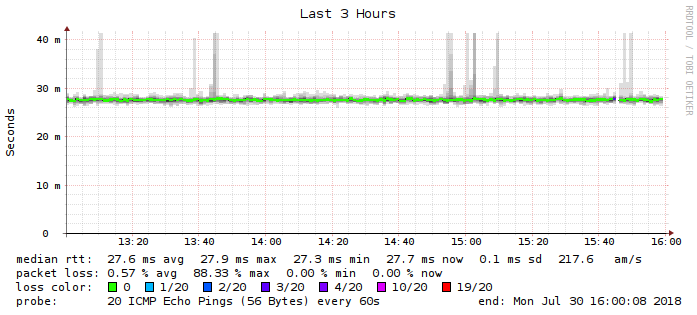 Last 3 Hours
RRDTOOL / TOBI OETIKER
Seconds
40 m
30 m
20 m
10 m
0
13:20 13:40 14:00 14:20 14:40 15:00 15:20 15:40 16:00
median rtt: 27.6 ms avg 27.9 ms max 27.3 ms min 27.7 ms now 0.1 ms sd 217.6 am/s
packet loss: 0.57 % avg 88.33 % max 0.00 % min 0.00 % now
loss color: 0 1/20 2/20 3/20 4/20 10/20 19/20
probe: 20 ICMP Echo Pings (56 Bytes) every 60s end: Mon Jul 30 16:00:08 2018